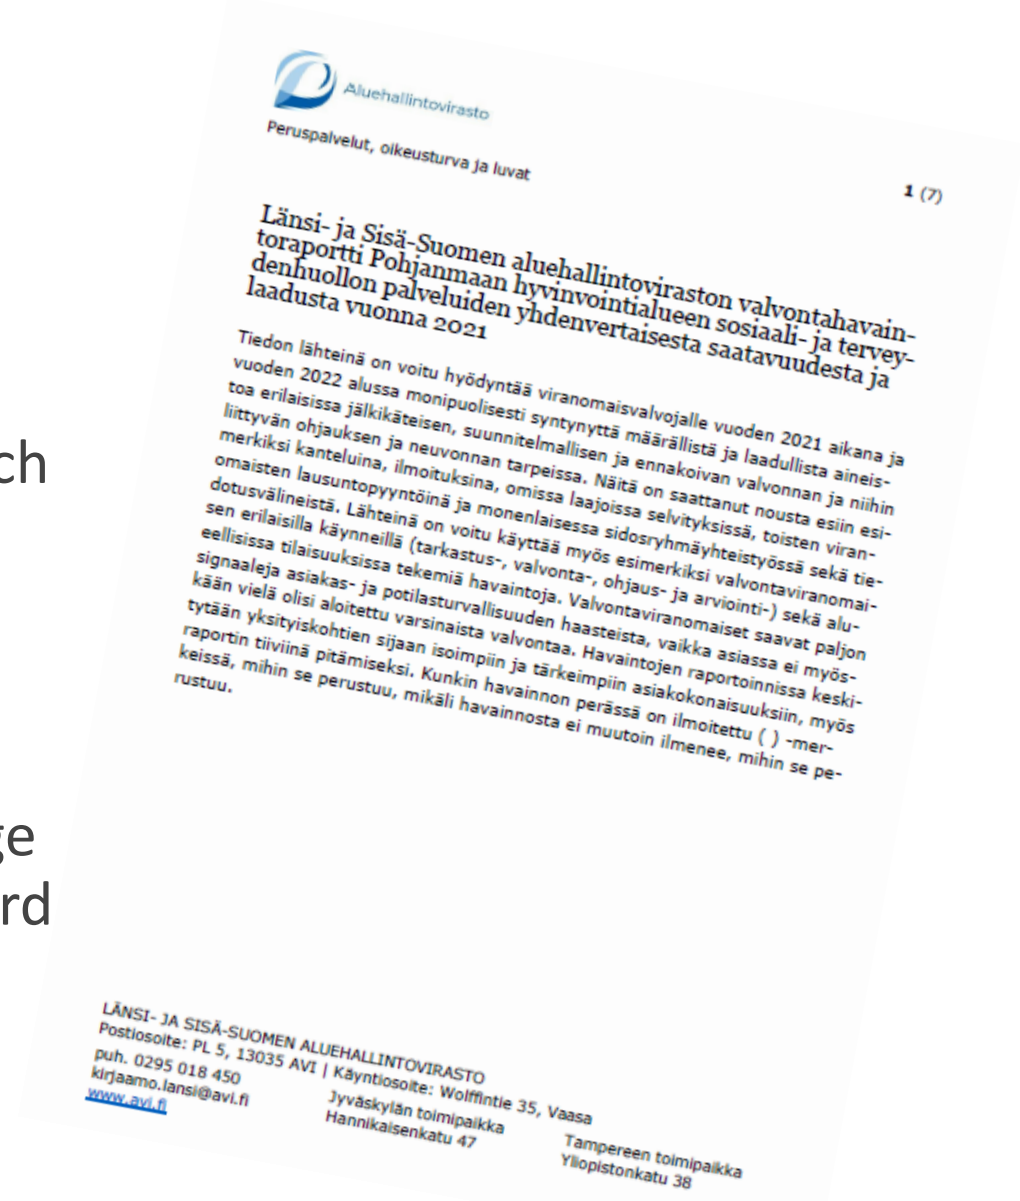 ch
ge
rd
Aluehallintovirasto
Peruspalvelut, oikeusturva ja luvat
1 (7)
Länsi- ja Sisä-Suomen aluehallintoviraston valvontahavain-
toraportti Pohjanmaan hyvinvointialueen sosiaali- ja tervey-
denhuollon palveluiden yhdenvertaisesta saatavuudesta ja
laadusta vuonna 2021
Tiedon lähteinä on voitu hyödyntää viranomaisvalvojalle vuoden 2021 aikana ja
vuoden 2022 alussa monipuolisesti syntynyttä määrällistä ja laadullista aineis-
toa erilaisissa jälkikäteisen, suunnitelmallisen ja ennakoivan valvonnan ja niihin
liittyvän ohjauksen ja neuvonnan tarpeissa. Näitä on saattanut nousta esiin esi-
merkiksi kanteluina, ilmoituksina, omissa laajoissa selvityksissä, toisten viran-
omaisten lausuntopyyntöinä ja monenlaisessa sidosryhmäyhteistyössä sekä tie-
dotusvälineistä. Lähteinä on voitu käyttää myös esimerkiksi valvontaviranomai-
sen erilaisilla käynneillä (tarkastus-, valvonta-, ohjaus- ja arviointi-) sekä alu-
eellisissa tilaisuuksissa tekemiä havaintoja. Valvontaviranomaiset saavat paljon
signaaleja asiakas- ja potilasturvallisuuden haasteista, vaikka asiassa ei myös-
kään vielä olisi aloitettu varsinaista valvontaa. Havaintojen raportoinnissa keski-
tytään yksityiskohtien sijaan isoimpiin ja tärkeimpiin asiakokonaisuuksiin, myös
raportin tiiviinä pitämiseksi. Kunkin havainnon perässä on ilmoitettu ( ) -mer-
keissä, mihin se perustuu, mikäli havainnosta ei muutoin ilmenee, mihin se pe-
rustuu.
LÄNSI- JA SISÄ-SUOMEN ALUEHALLINTOVIRASTO
Postiosoite: PL 5, 13035 AVI | Käyntiosoite: Wolffintie 35, Vaasa
puh. 0295 018 450
kirjaamo.lansi@avi.fi
www.avi.fi
Jyväskylän toimipaikka
Hannikaisenkatu 47
Tampereen toimipaikka
Yliopistonkatu 38